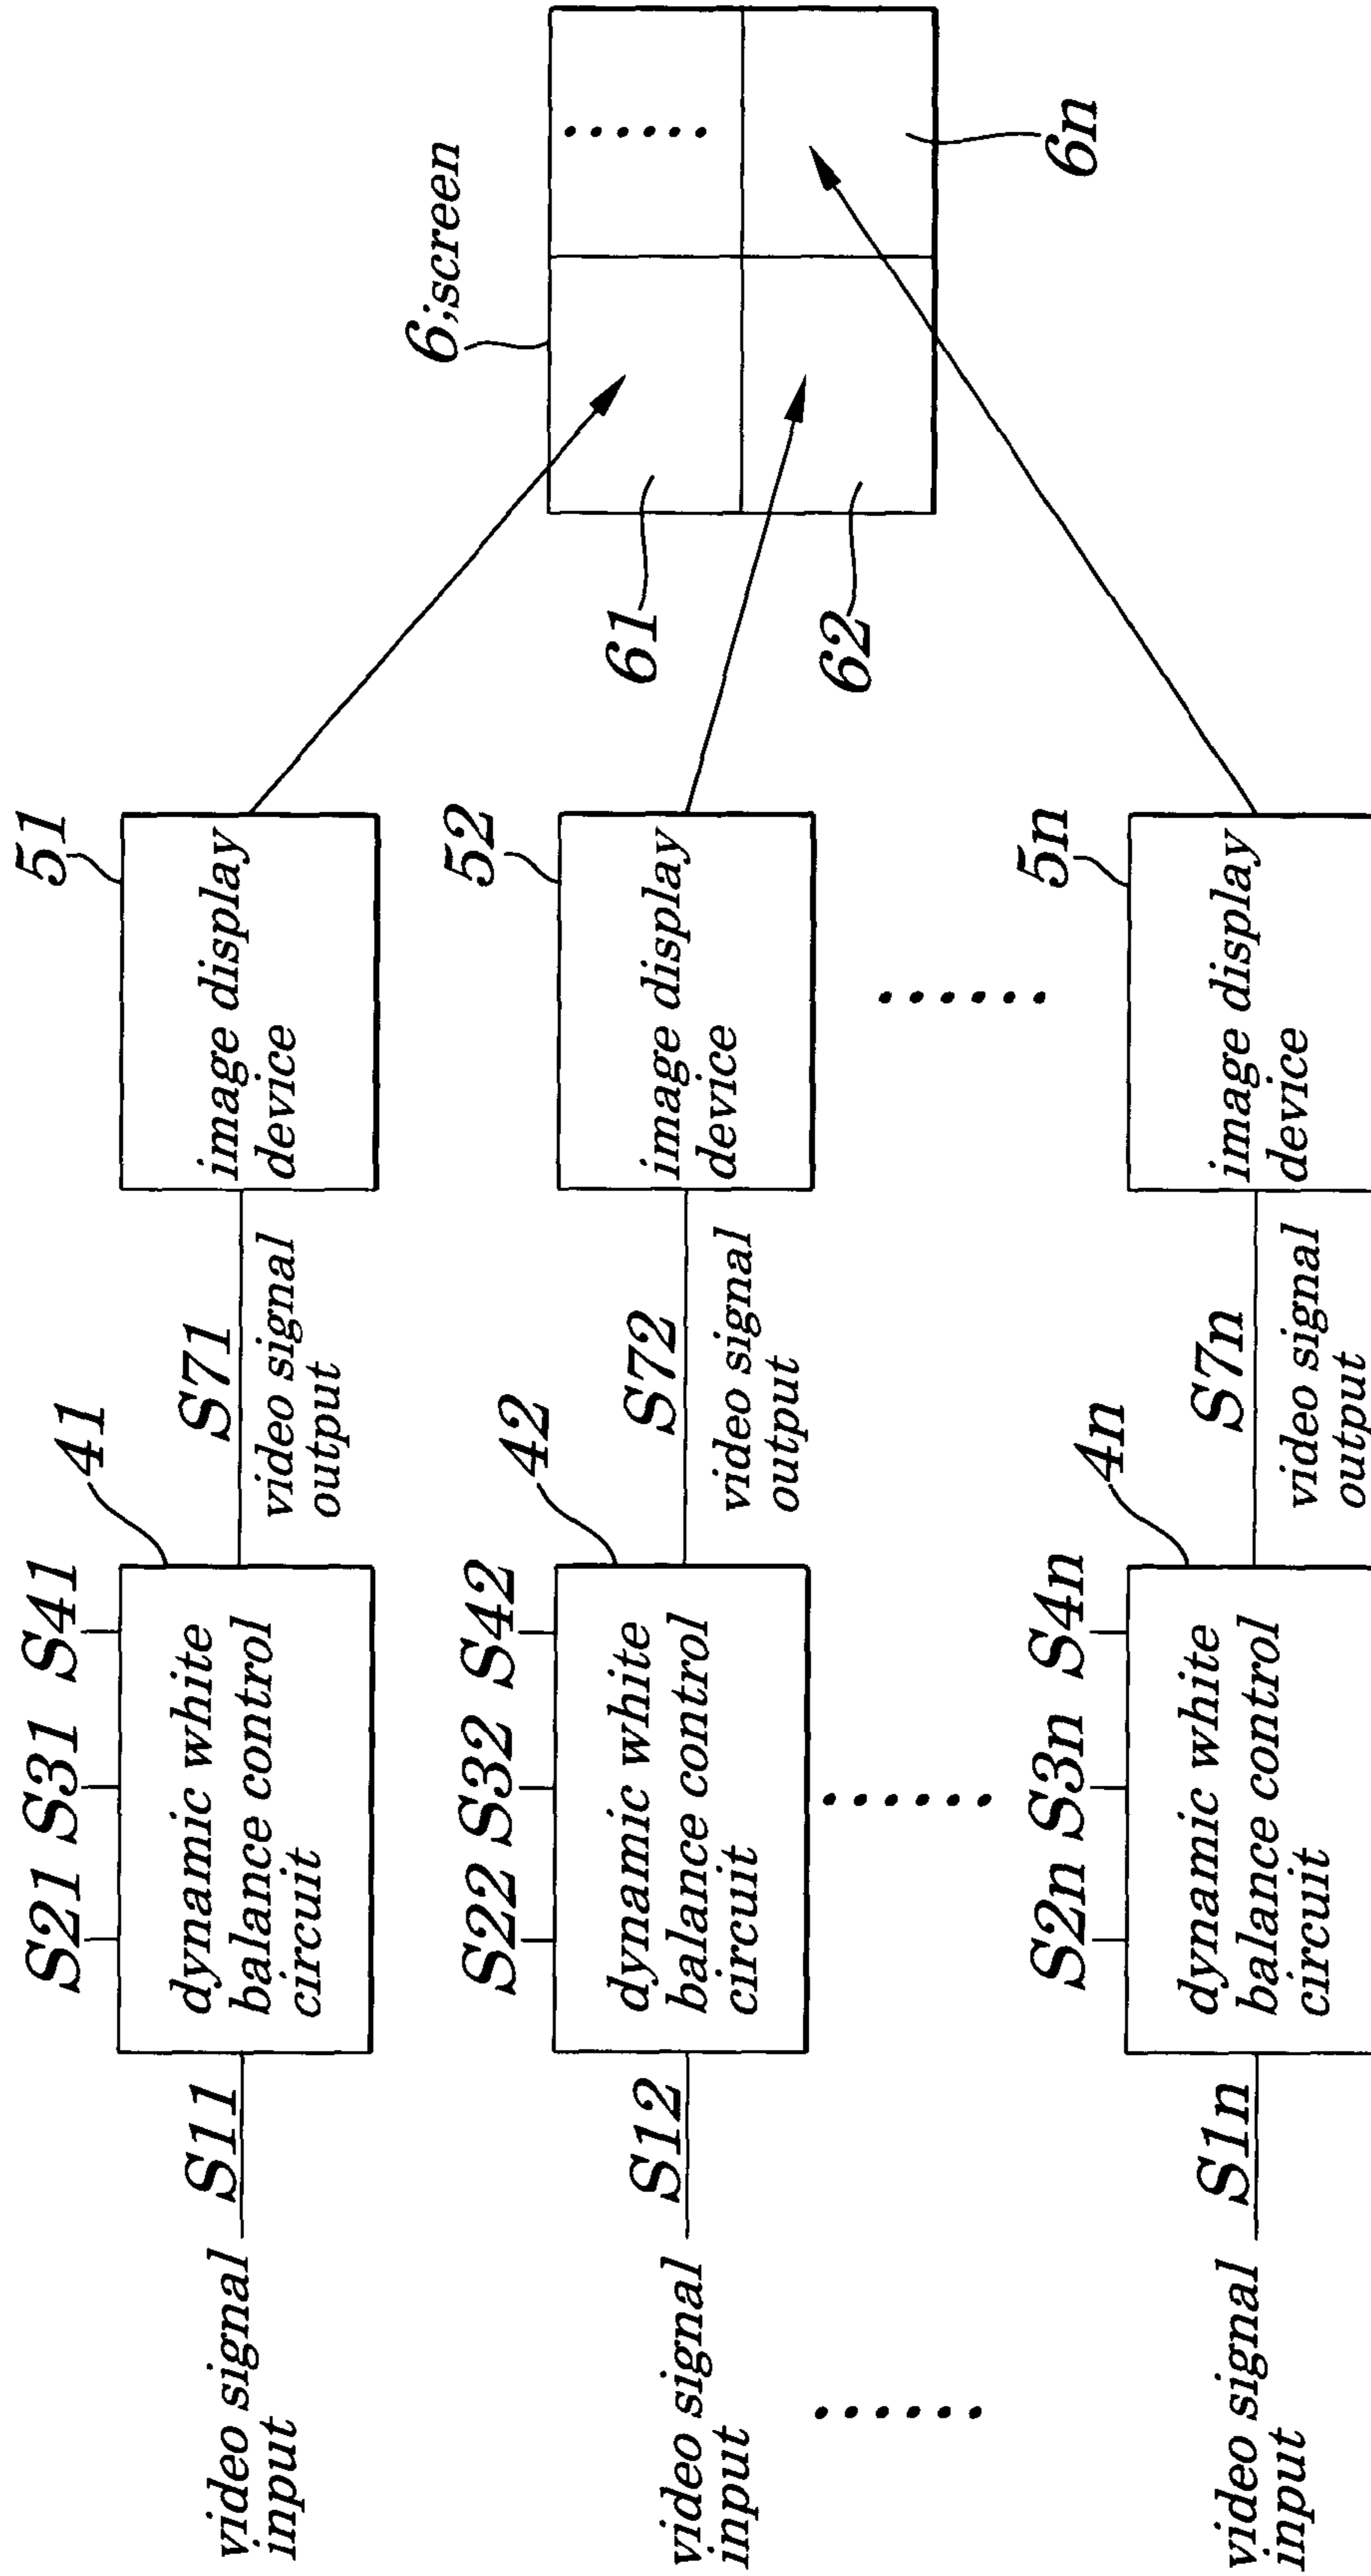 S21 S31 S41
41
51
video signal
input
S11
dynamic white
balance control
circuit
S71
video signal
output
image display
device
6;screen
61
S22 S32 S42
42
52
video signal
input
S12
dynamic white
balance control
circuit
S72
video signal
output
image display
device
62
6n
S2n S3n S4n
4n
5n
video signal
input
S1n
dynamic white
balance control
circuit
S7n
video signal
output
image display
device